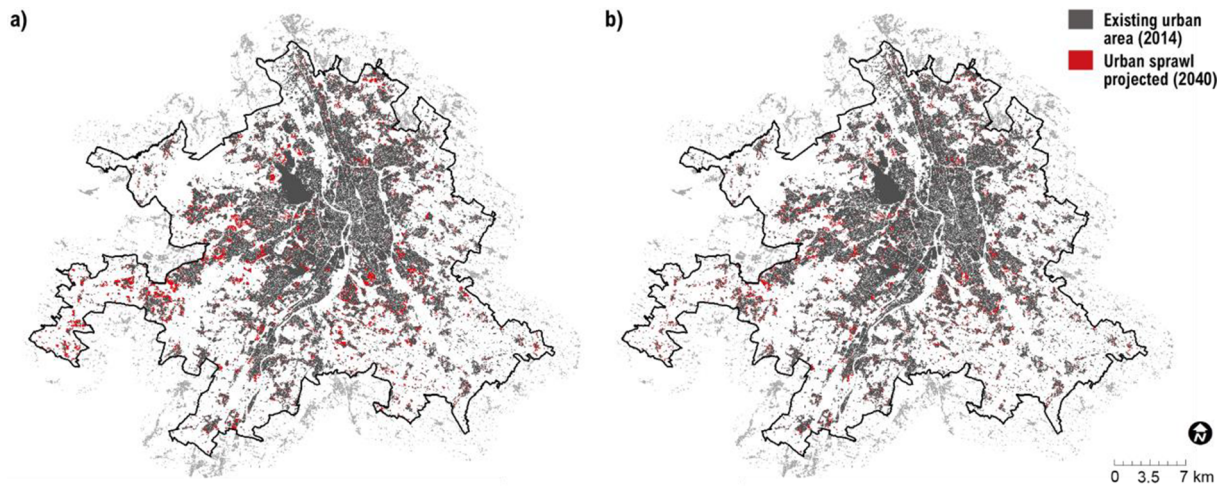 a)
b)
Existing urban
area (2014)
Urban sprawl
projected (2040)
N
0 3.5 7 km